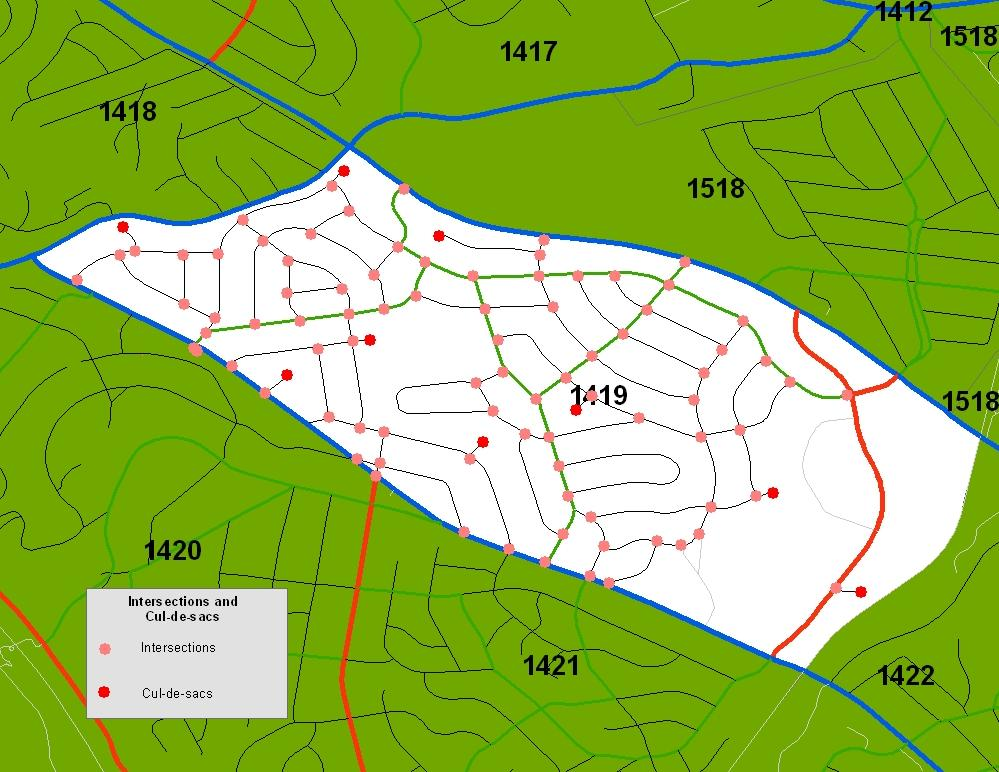 1412
1518
1417
1418
1518
1419
1518
1420
Intersections and
Cul-de-sacs
Intersections
Cul-de-sacs
1421
1422